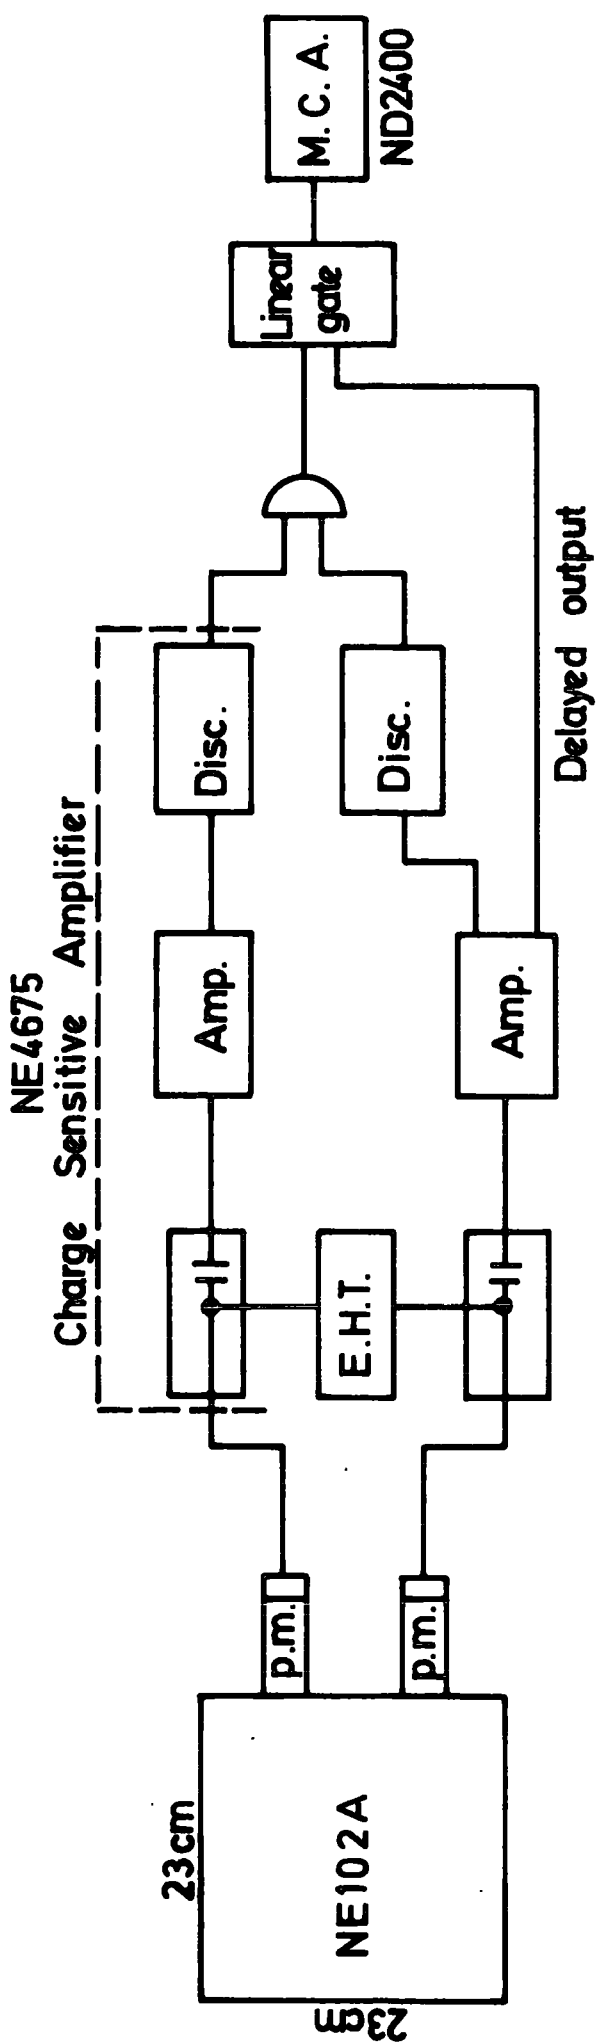 NE4675
Charge Sensitive Amplifier
23cm
23cm
NE102A
p.m.
p.m.
E.H.T.
Amp.
Amp.
Disc.
Disc.
Delayed output
Linear
gate
M.C.A.
ND2400